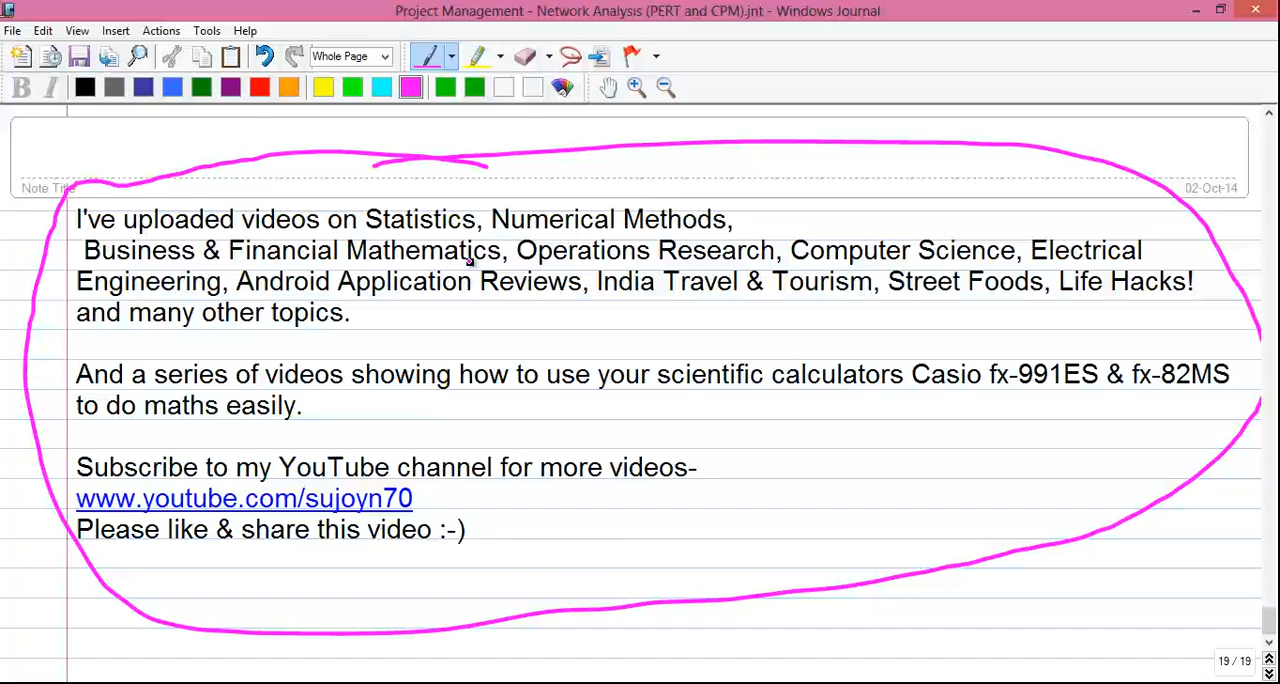 Project Management - Network Analysis (PERT and CPM).jnt - Windows Journal
File Edit View Insert Actions Tools Help
Whole Page
B I
Note Title
02-Oct-14
I've uploaded videos on Statistics, Numerical Methods,
Business & Financial Mathematics, Operations Research, Computer Science, Electrical
Engineering, Android Application Reviews, India Travel & Tourism, Street Foods, Life Hacks!
and many other topics.
And a series of videos showing how to use your scientific calculators Casio fx-991ES & fx-82MS
to do maths easily.
Subscribe to my YouTube channel for more videos-
www.youtube.com/sujoyn70
Please like & share this video :-)
19 / 19